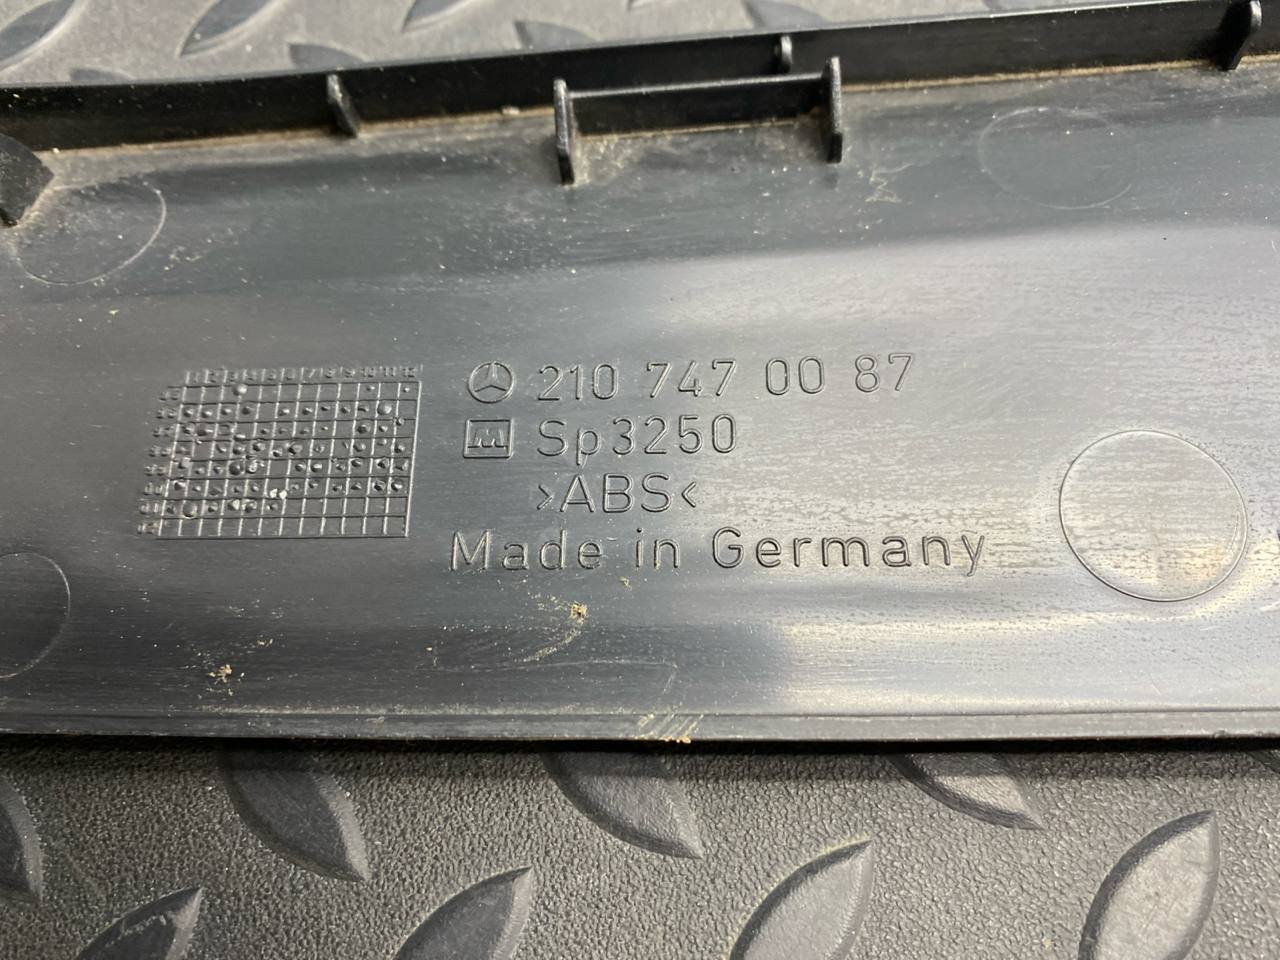 210 747 00 87
M Sp3250
>ABS<
Made in Germany